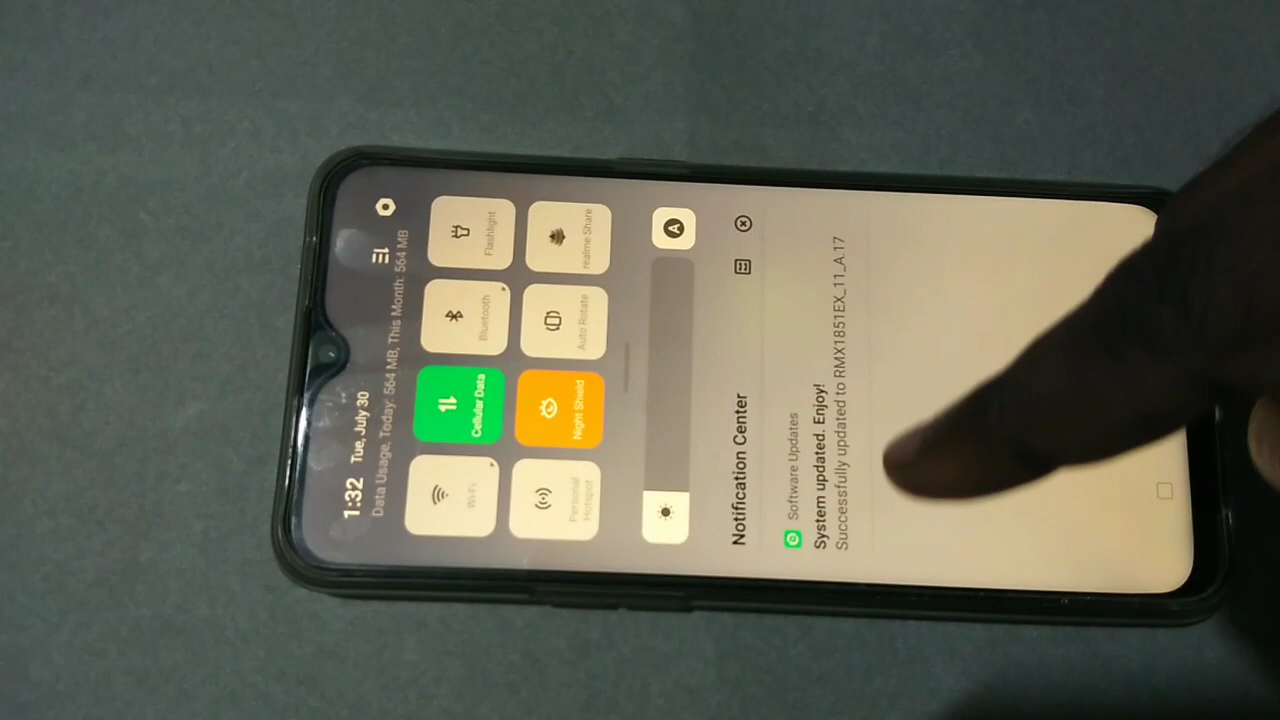 1:32 Tue, July 30
Data Usage, Today: 564 MB, This Month: 564 MB
Wi-Fi
Cellular Data
Bluetooth
Flashlight
Personal
Hotspot
Night Shield
Auto Rotate
realme Share
A
Notification Center
Software Updates
System updated. Enjoy!
Successfully updated to RMX1851EX_11_A.17